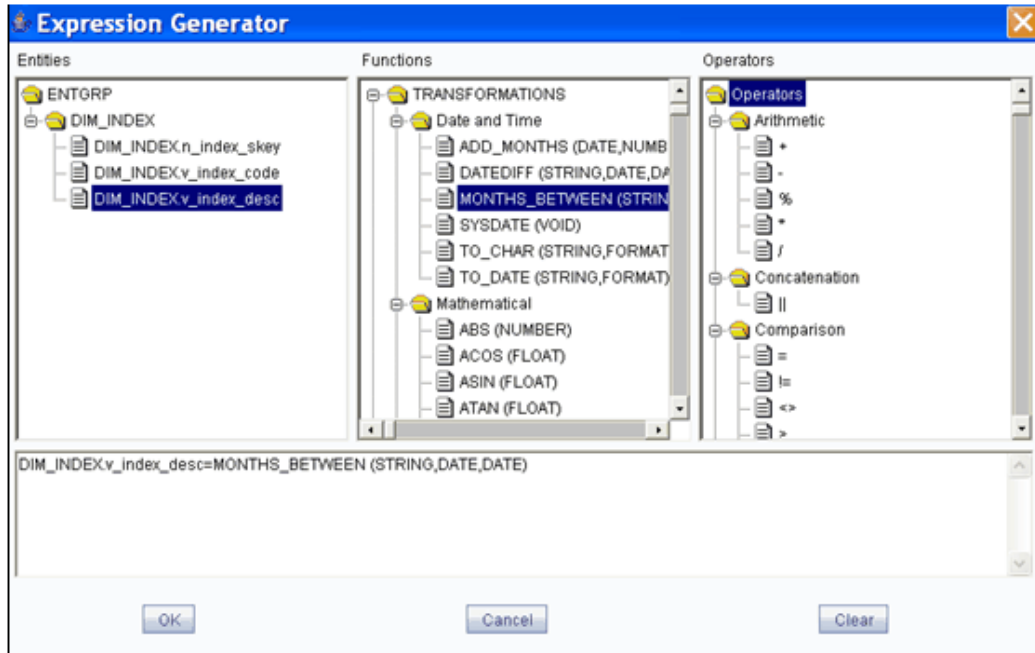 Expression Generator
Entities
ENTGRP
DIM_INDEX
DIM_INDEX.n_index_skey
DIM_INDEX.v_index_code
DIM_INDEX.v_index_desc
Functions
TRANSFORMATIONS
Date and Time
ADD_MONTHS (DATE,NUMB
DATEDIFF (STRING,DATE,DA
MONTHS_BETWEEN (STRIN
SYSDATE (VOID)
TO_CHAR (STRING,FORMAT
TO_DATE (STRING,FORMAT)
Mathematical
ABS (NUMBER)
ACOS (FLOAT)
ASIN (FLOAT)
ATAN (FLOAT)
Operators
Operators
Arithmetic
+
-
%
*
/
Concatenation
||
Comparison
=
!=
<>
>
DIM_INDEX.v_index_desc=MONTHS_BETWEEN (STRING,DATE,DATE)
OK
Cancel
Clear